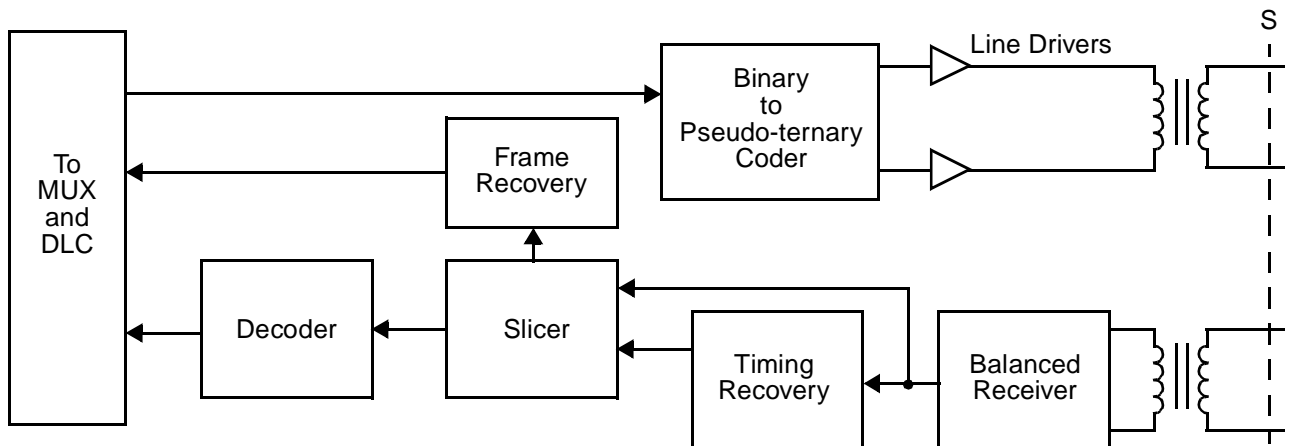 S
Line Drivers
Binary
to
Pseudo-ternary
Coder
Frame
Recovery
To
MUX
and
DLC
Decoder
Slicer
Timing
Recovery
Balanced
Receiver